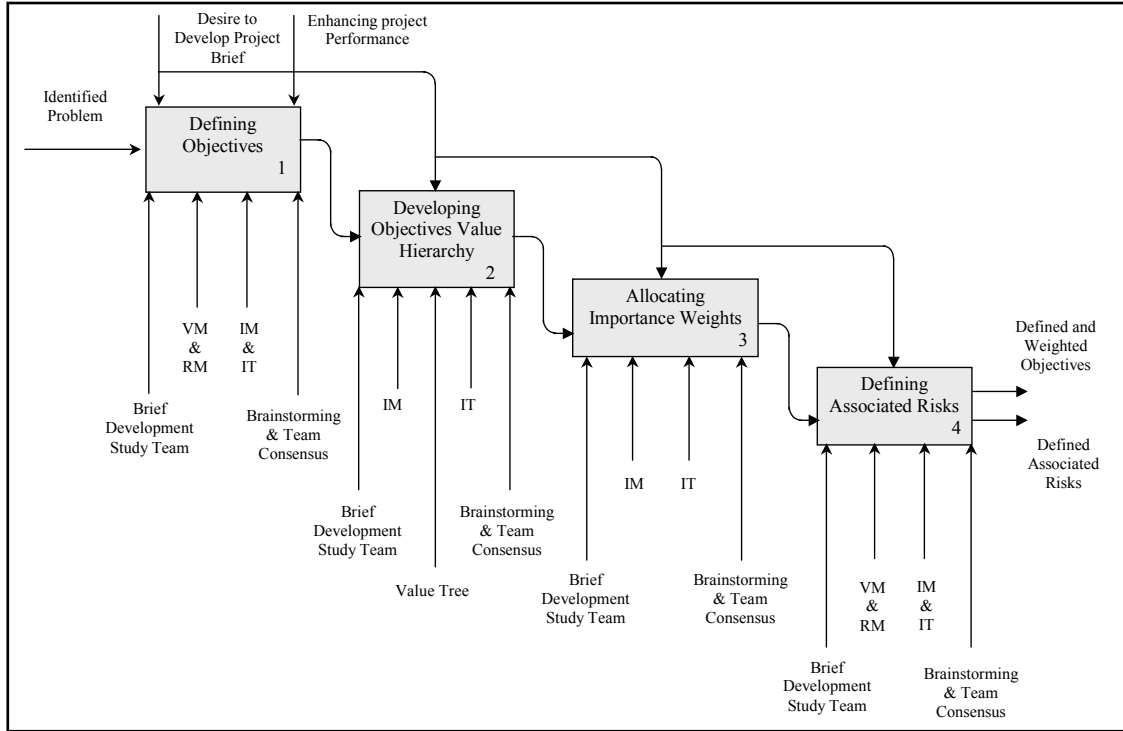 Desire to
Develop Project
Brief
Enhancing project
Performance
Identified
Problem
Defining
Objectives
1
VM
&
RM
IM
&
IT
Brief
Development
Study Team
Brainstorming
& Team
Consensus
Developing
Objectives Value
Hierarchy
2
IM
IT
Brief
Development
Study Team
Brainstorming
& Team
Consensus
Value Tree
Allocating
Importance Weights
3
IM
IT
Brief
Development
Study Team
Brainstorming
& Team
Consensus
Defining
Associated Risks
4
VM
&
RM
IM
&
IT
Brief
Development
Study Team
Brainstorming
& Team
Consensus
Defined and
Weighted
Objectives
Defined
Associated
Risks